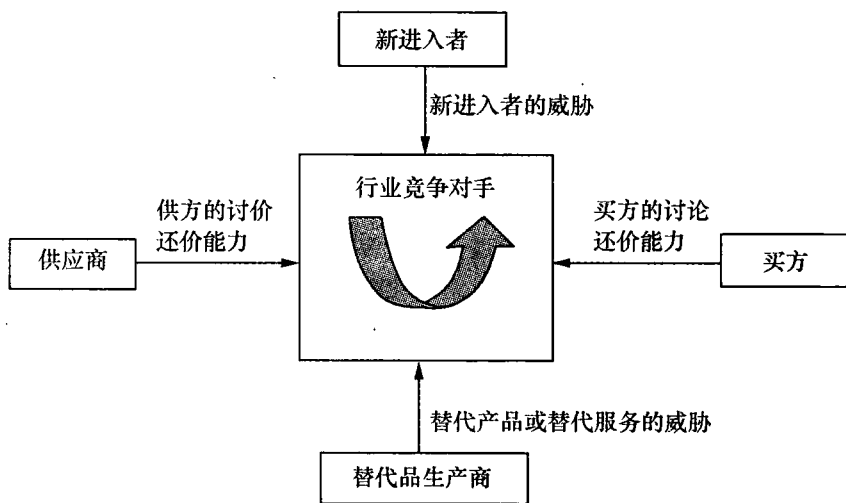 新进入者
新进入者的威胁
行业竞争对手
供方的讨价
还价能力
买方的讨论
还价能力
供应商
买方
替代产品或替代服务的威胁
替代品生产商